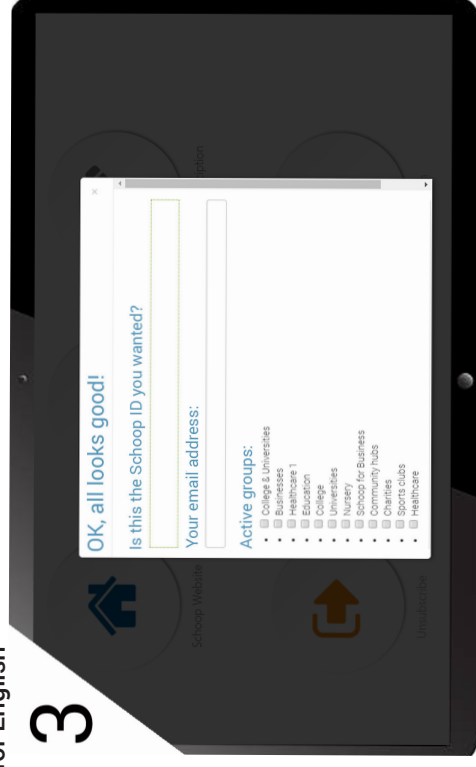 for English
3
OK, all looks good!
×
Is this the Schoop ID you wanted?
Your email address:
Active groups:
College & Universities
Businesses
Healthcare 1
Education
College
Universities
Nursery
Schoop for Business
Community hubs
Charities
Sports clubs
Healthcare
Schoop Website
option
Unsubscribe